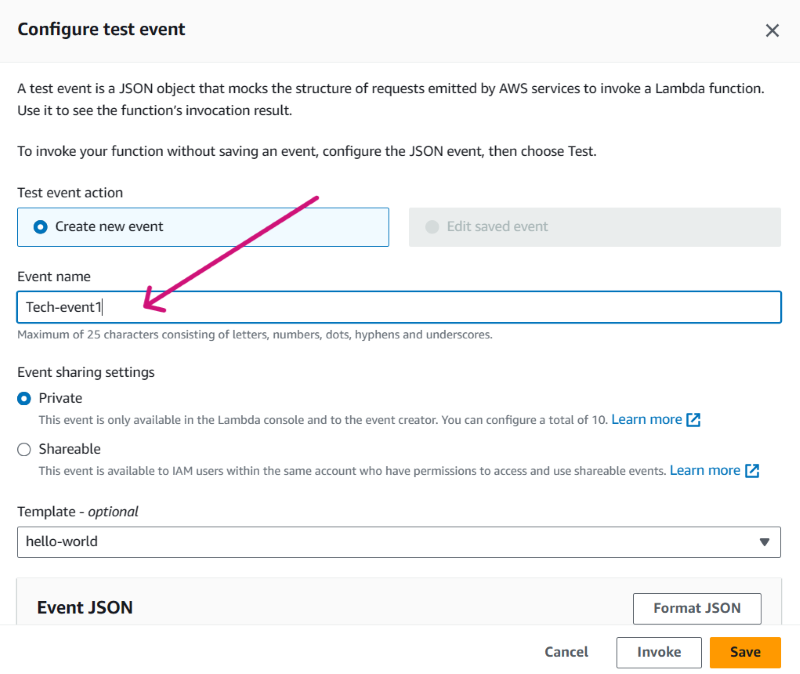 Configure test event
A test event is a JSON object that mocks the structure of requests emitted by AWS services to invoke a Lambda function.
Use it to see the function’s invocation result.
To invoke your function without saving an event, configure the JSON event, then choose Test.
Test event action
Create new event
Edit saved event
Event name
Tech-event1
Maximum of 25 characters consisting of letters, numbers, dots, hyphens and underscores.
Event sharing settings
Private
This event is only available in the Lambda console and to the event creator. You can configure a total of 10. Learn more
Shareable
This event is available to IAM users within the same account who have permissions to access and use shareable events. Learn more
Template - optional
hello-world
Event JSON
Format JSON
Cancel
Invoke
Save